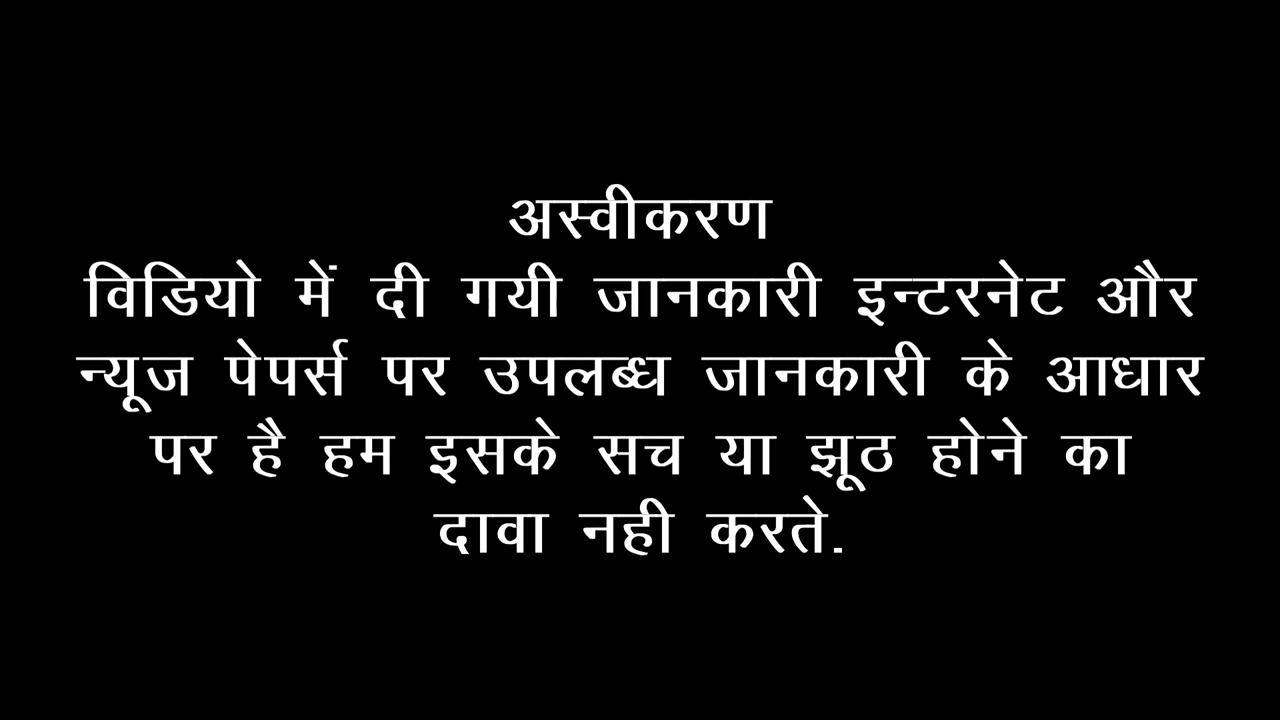 अस्वीकरण
विडियो में दी गयी जानकारी इन्टरनेट और
न्यूज पेपर्स पर उपलब्ध जानकारी के आधार
पर है हम इसके सच या झूठ होने का
दावा नही करते.